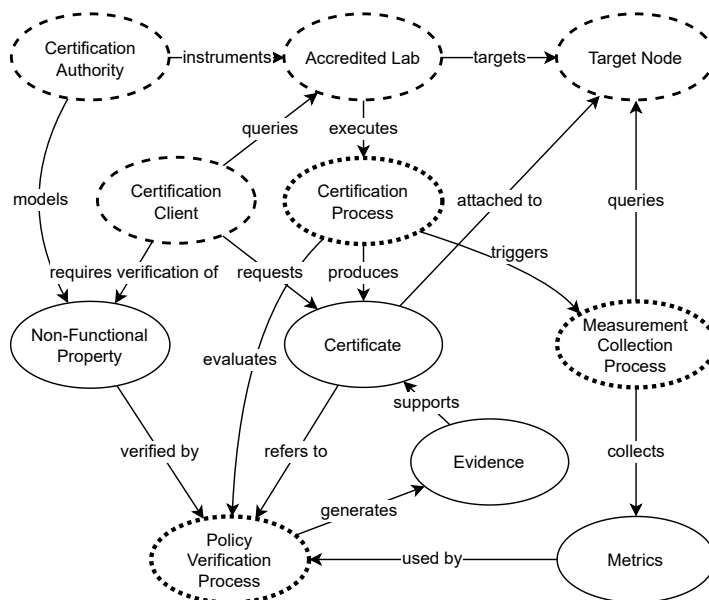 Certification
Authority
instruments
Accredited Lab
targets
Target Node
queries
executes
models
Certification
Client
Certification
Process
attached to
queries
requires verification of
requests
produces
triggers
Non-Functional
Property
evaluates
Certificate
Measurement
Collection
Process
supports
verified by
refers to
Evidence
collects
generates
Policy
Verification
Process
used by
Metrics